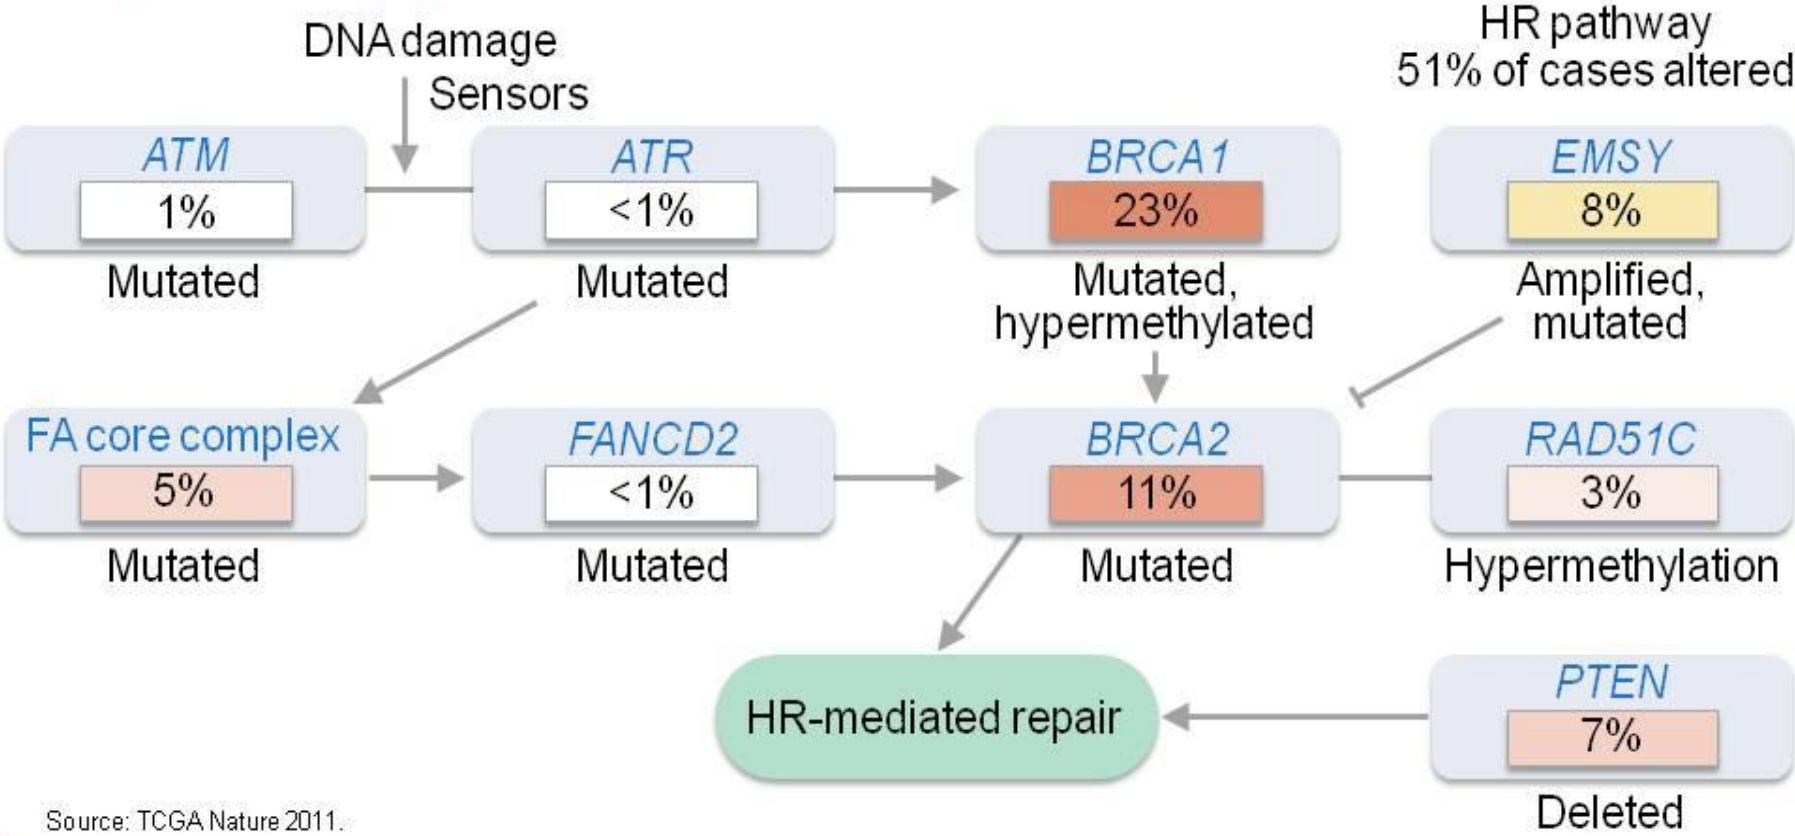 DNA damage
Sensors
HR pathway
51% of cases altered
ATM
1%
Mutated
ATR
<1%
Mutated
BRCA1
23%
Mutated,
hypermethylated
EMSY
8%
Amplified,
mutated
FA core complex
5%
Mutated
FANCD2
<1%
Mutated
BRCA2
11%
Mutated
RAD51C
3%
Hypermethylation
HR-mediated repair
PTEN
7%
Deleted
Source: TCGA Nature 2011.